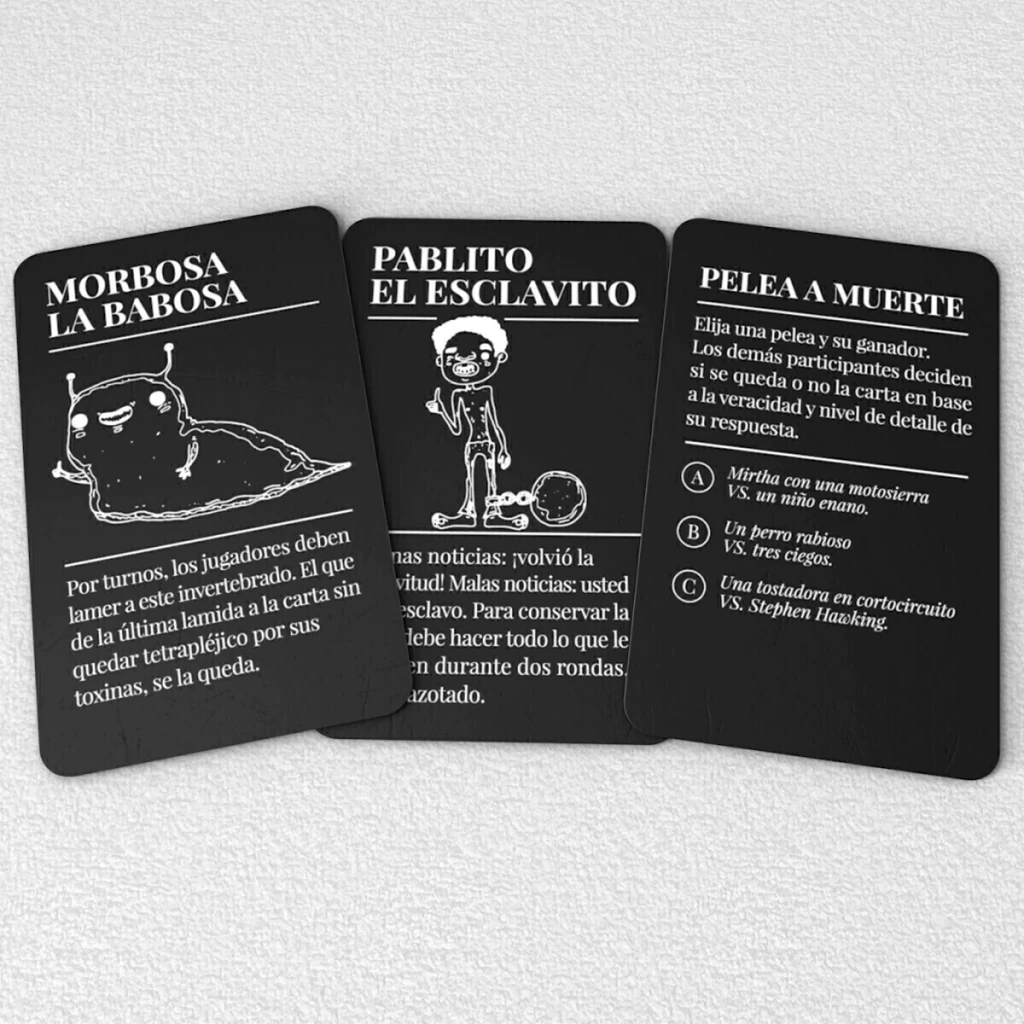 MORBOSA
LA BABOSA
Por turnos, los jugadores deben
lamer a este invertebrado. El que
de la última lamida a la carta sin
quedar tetrapléjico por sus
toxinas, se la queda.
PABLITO
EL ESCLAVITO
nas noticias: ¡volvió la
vitud! Malas noticias: usted
esclavo. Para conservar la
debe hacer todo lo que le
en durante dos rondas.
azotado.
PELEA A MUERTE
Elija una pelea y su ganador.
Los demás participantes deciden
si se queda o no la carta en base
a la veracidad y nivel de detalle de
su respuesta.
A Mirtha con una motosierra
VS. un niño enano.
B Un perro rabioso
VS. tres ciegos.
C Una tostadora en cortocircuito
VS. Stephen Hawking.